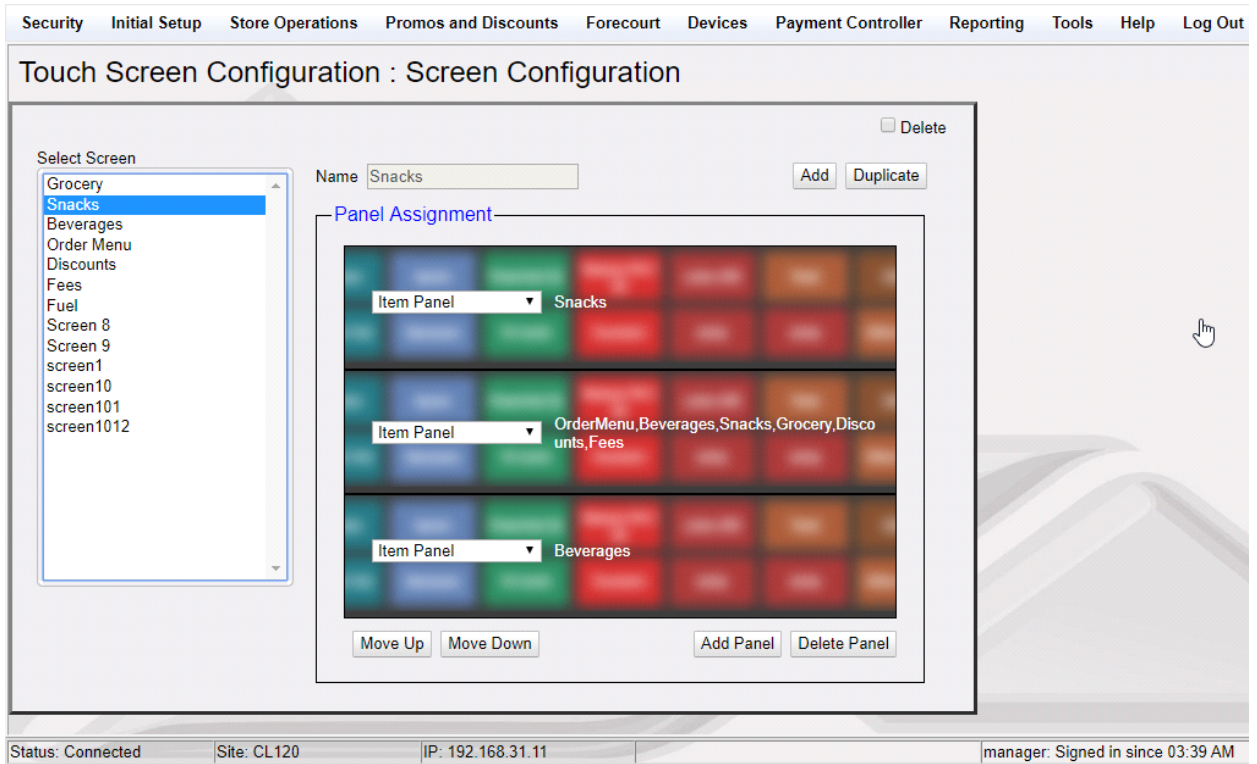 Security Initial Setup Store Operations Promos and Discounts Forecourt Devices Payment Controller Reporting Tools Help Log Out
Touch Screen Configuration : Screen Configuration
Delete
Select Screen
Name Snacks
Add Duplicate
Grocery
Snacks
Beverages
Order Menu
Discounts
Fees
Fuel
Screen 8
Screen 9
screen1
screen10
screen101
screen1012
Panel Assignment
Item Panel Snacks
Item Panel OrderMenu,Beverages,Snacks,Grocery,Disco
unts,Fees
Item Panel Beverages
Move Up Move Down Add Panel Delete Panel
Status: Connected Site: CL120 IP: 192.168.31.11 manager: Signed in since 03:39 AM